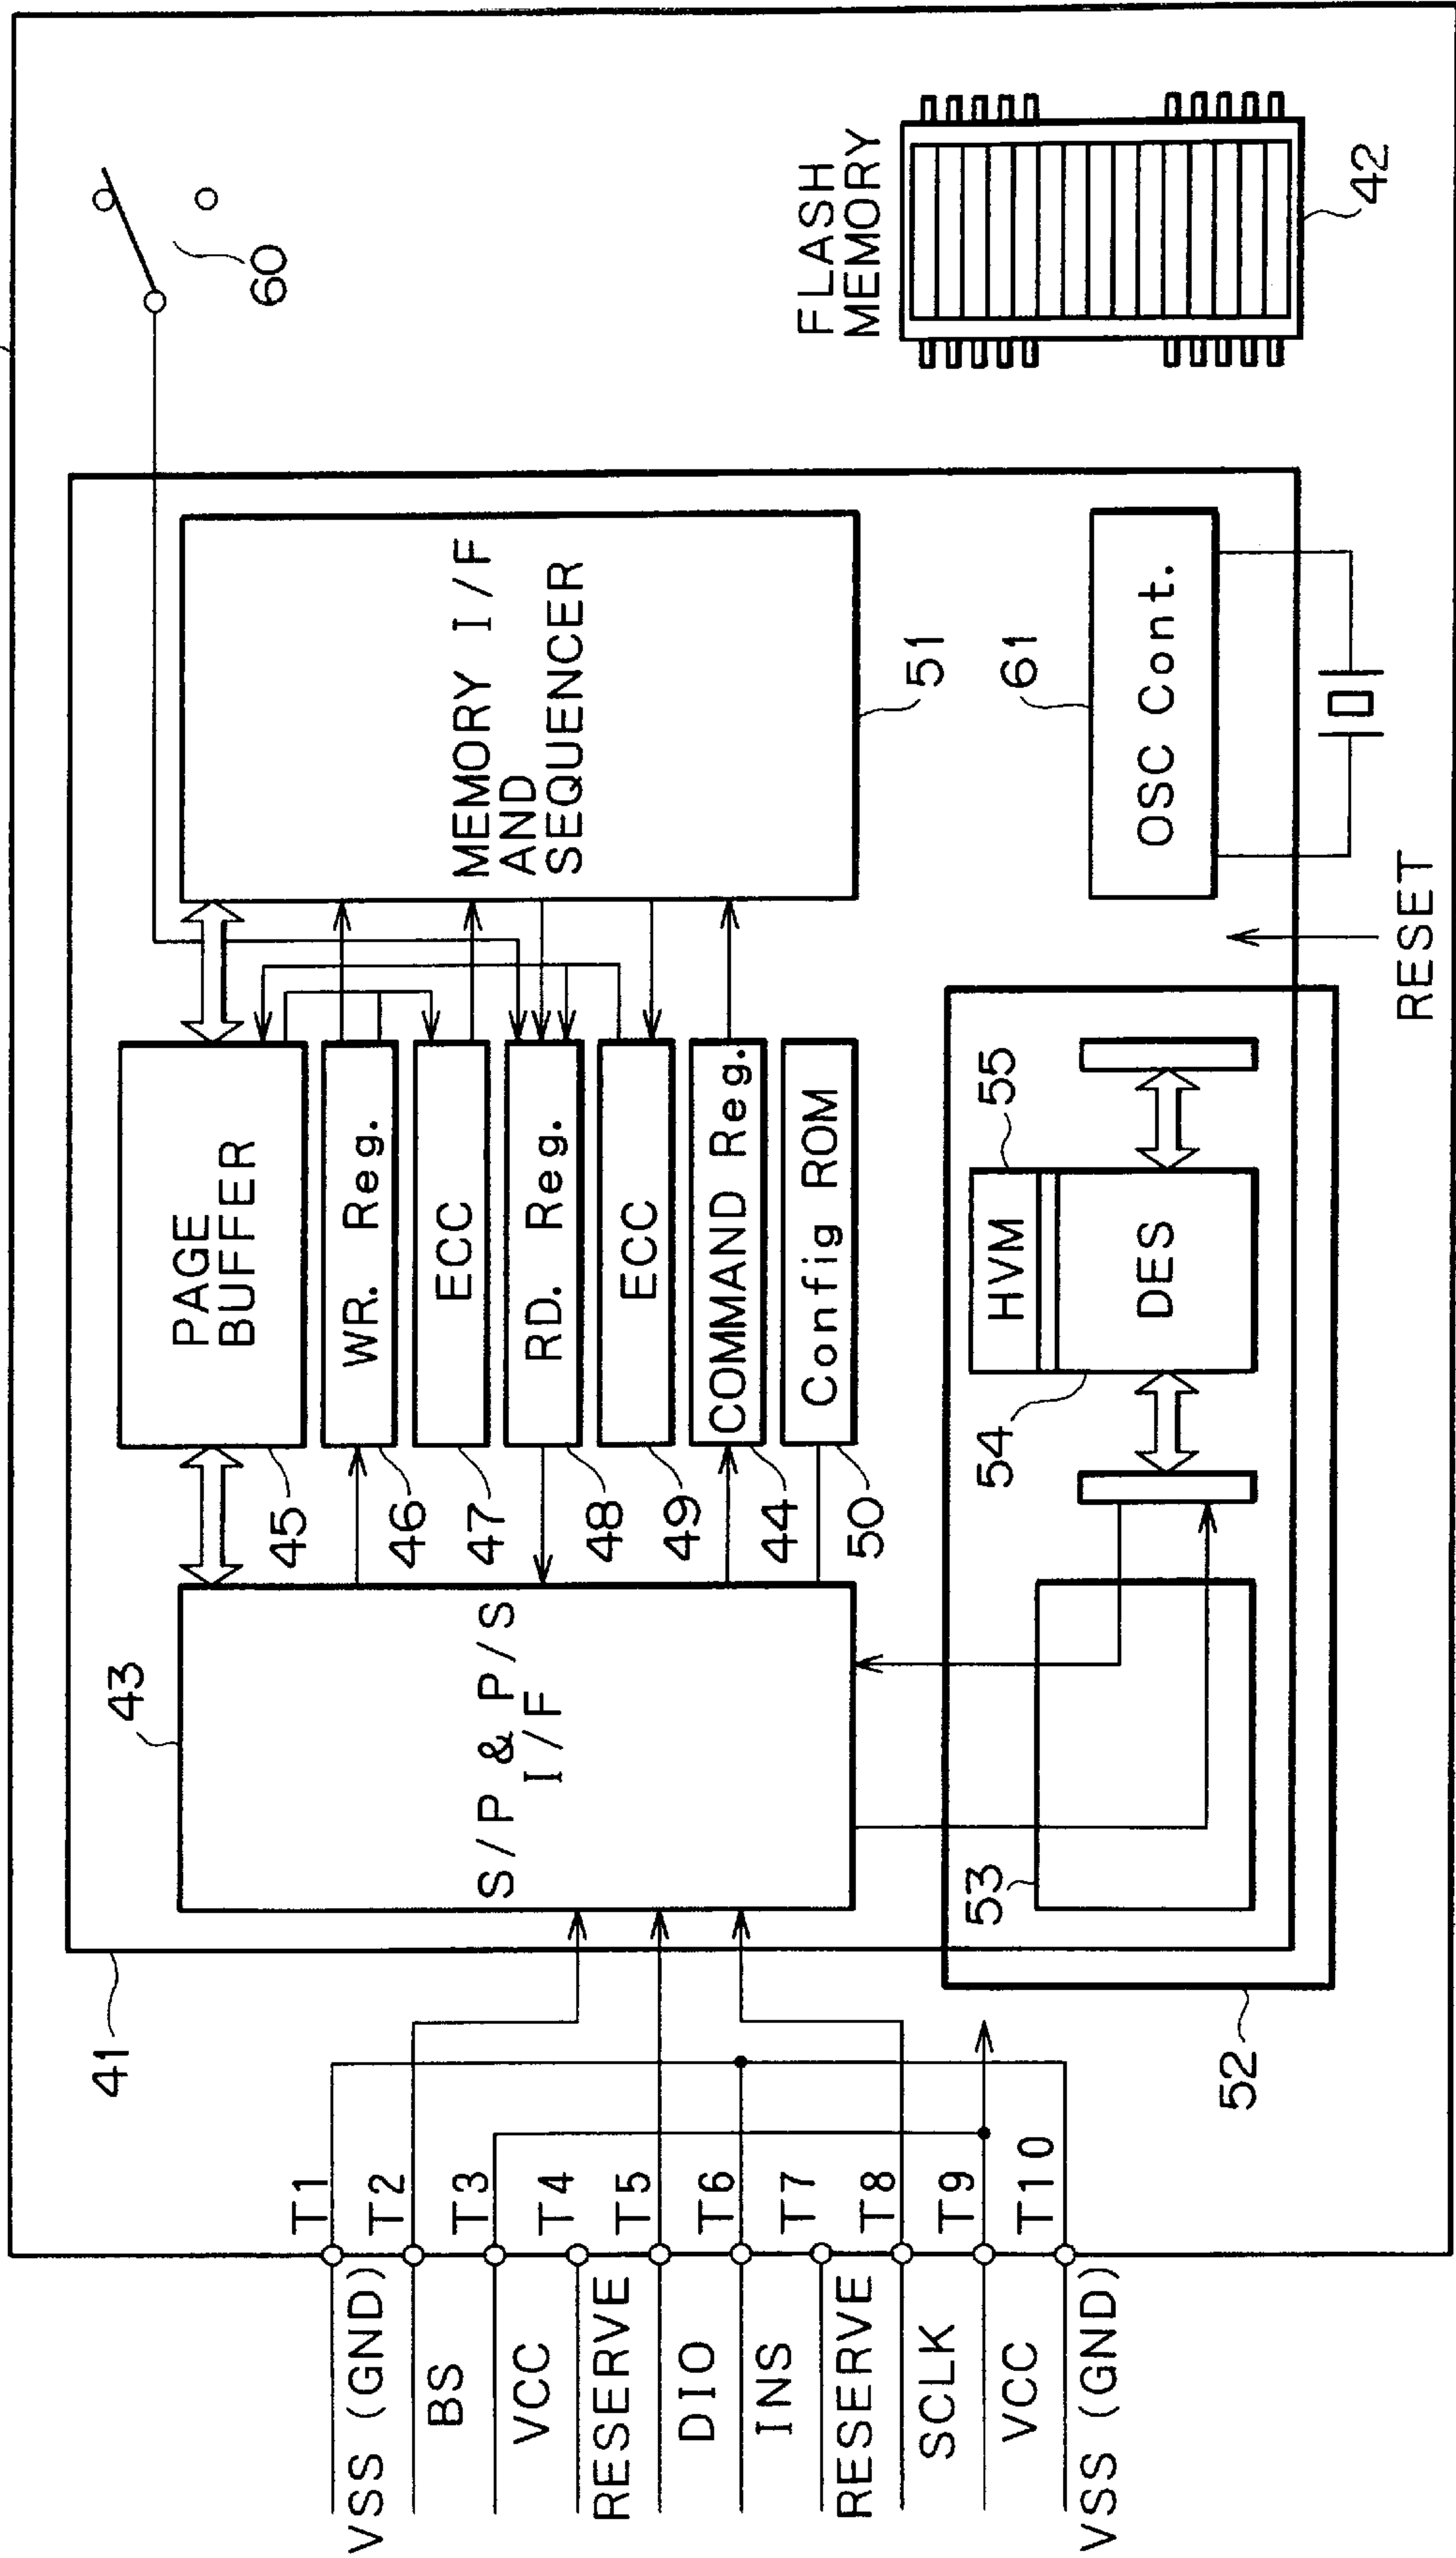 T1
VSS (GND)
T2
BS
T3
VCC
T4
RESERVE
T5
DIO
T6
INS
T7
RESERVE
T8
SCLK
T9
VCC
T10
VSS (GND)
41
43
S/P & P/S
I/F
PAGE
BUFFER
45
WR. Reg.
46
ECC
47
RD. Reg.
48
ECC
49
COMMAND Reg.
44
Config ROM
50
MEMORY I/F
AND
SEQUENCER
51
60
FLASH
MEMORY
42
61
OSC Cont.
RESET
52
53
54
HVM
55
DES